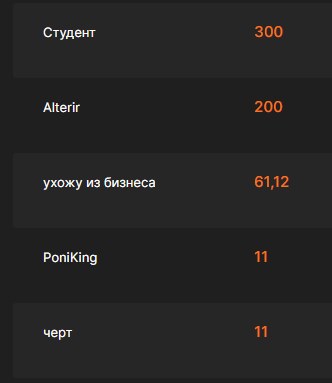 Студент 300
Alterir 200
ухожу из бизнеса 61,12
PoniKing 11
черт 11